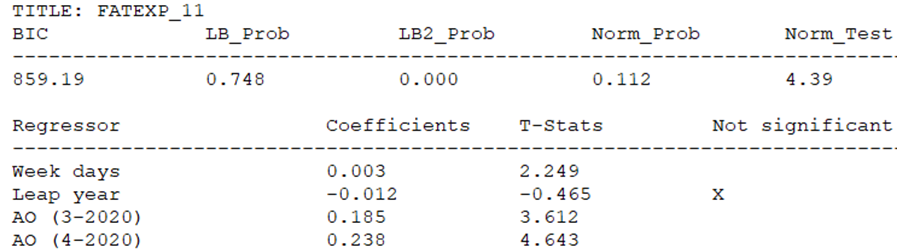 TITLE: FATEXP_11
BIC LB_Prob LB2_Prob Norm_Prob Norm_Test
--------------------------------------------------------------------------
859.19 0.748 0.000 0.112 4.39
Regressor Coefficients T-Stats Not significant
--------------------------------------------------------------------------
Week days 0.003 2.249
Leap year -0.012 -0.465 X
AO (3-2020) 0.185 3.612
AO (4-2020) 0.238 4.643